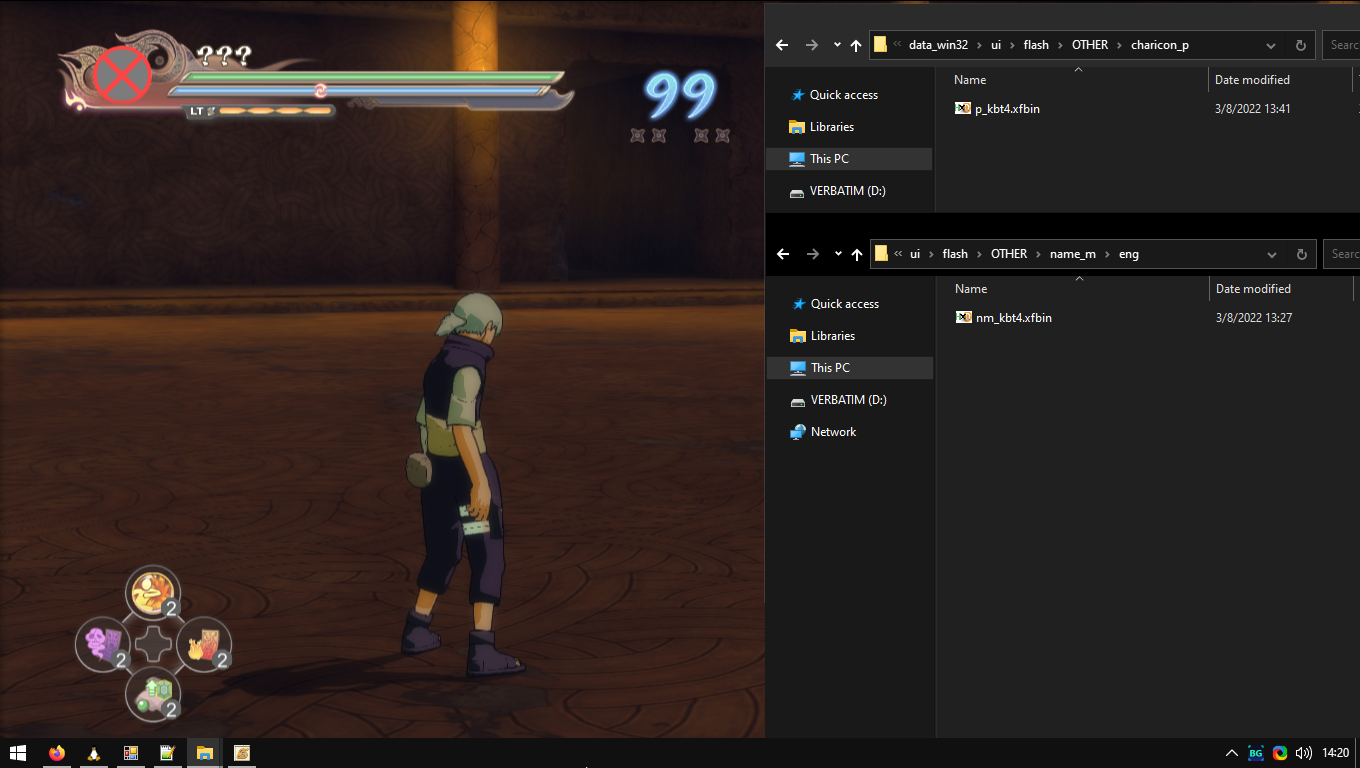 ???
LT
99
2
2
2
2
« data_win32 › ui › flash › OTHER › charicon_p
Searc
Name
Date modified
Quick access
p_kbt4.xfbin
3/8/2022 13:41
Libraries
This PC
VERBATIM (D:)
« ui › flash › OTHER › name_m › eng
Searc
Name
Date modified
Quick access
nm_kbt4.xfbin
3/8/2022 13:27
Libraries
This PC
VERBATIM (D:)
Network
BG
14:20